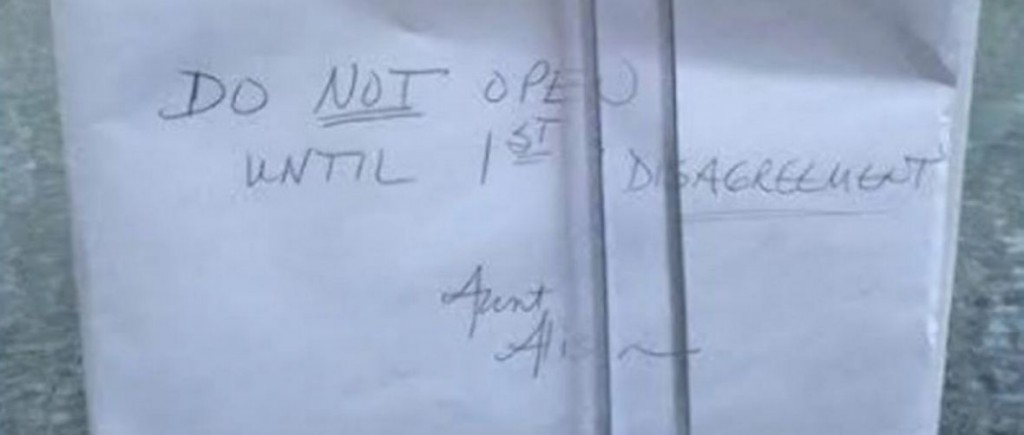 DO NOT OPEN
UNTIL 1ST DISAGREEMENT
Aunt